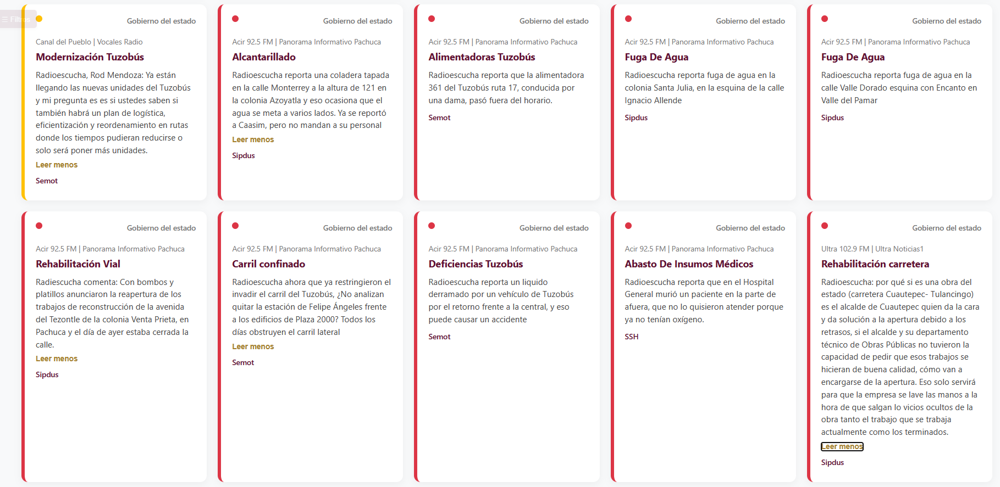 ☰ Filtros
Gobierno del estado
Canal del Pueblo | Vocales Radio
Modernización Tuzobús
Radioescucha, Rod Mendoza: Ya están
llegando las nuevas unidades del Tuzobús
y mi pregunta es es si ustedes saben si
también habrá un plan de logística,
eficientización y reordenamiento en rutas
donde los tiempos pudieran reducirse o
solo será poner más unidades.
Leer menos
Semot
Gobierno del estado
Acir 92.5 FM | Panorama Informativo Pachuca
Alcantarillado
Radioescucha reporta una coladera tapada
en la calle Monterrey a la altura de 121 en
la colonia Azoyatla y eso ocasiona que el
agua se meta a varios lados. Ya se reportó
a Caasim, pero no mandan a su personal
Leer menos
Sipdus
Gobierno del estado
Acir 92.5 FM | Panorama Informativo Pachuca
Alimentadoras Tuzobús
Radioescucha reporta que la alimentadora
361 del Tuzobús ruta 17, conducida por
una dama, pasó fuera del horario.
Semot
Gobierno del estado
Acir 92.5 FM | Panorama Informativo Pachuca
Fuga De Agua
Radioescucha reporta fuga de agua en la
colonia Santa Julia, en la esquina de la calle
Ignacio Allende
Sipdus
Gobierno del estado
Acir 92.5 FM | Panorama Informativo Pachuca
Fuga De Agua
Radioescucha reporta fuga de agua en la
calle Valle Dorado esquina con Encanto en
Valle del Pamar
Sipdus
Gobierno del estado
Acir 92.5 FM | Panorama Informativo Pachuca
Rehabilitación Vial
Radiescucha comenta: Con bombos y
platillos anunciaron la reapertura de los
trabajos de reconstrucción de la avenida
del Tezontle de la colonia Venta Prieta, en
Pachuca y el día de ayer estaba cerrada la
calle.
Leer menos
Sipdus
Gobierno del estado
Acir 92.5 FM | Panorama Informativo Pachuca
Carril confinado
Radioescucha ahora que ya restringieron el
invadir el carril del Tuzobús, ¿No analizan
quitar la estación de Felipe Ángeles frente
a los edificios de Plaza 2000? Todos los
días obstruyen el carril lateral
Leer menos
Semot
Gobierno del estado
Acir 92.5 FM | Panorama Informativo Pachuca
Deficiencias Tuzobús
Radioescucha reporta un liquido
derramado por un vehículo de Tuzobús
por el retorno frente a la central, y eso
puede causar un accidente
Semot
Gobierno del estado
Acir 92.5 FM | Panorama Informativo Pachuca
Abasto De Insumos Médicos
Radioescucha reporta que en el Hospital
General murió un paciente en la parte de
afuera, que no lo quisieron atender porque
ya no tenían oxígeno.
SSH
Gobierno del estado
Ultra 102.9 FM | Ultra Noticias1
Rehabilitación carretera
Radioescucha: por qué si es una obra del
estado (carretera Cuautepec- Tulancingo)
es el alcalde de Cuautepec quien da la cara
y da solución a la apertura debido a los
retrasos, si el alcalde y su departamento
técnico de Obras Públicas no tuvieron la
capacidad de pedir que esos trabajos se
hicieran de buena calidad, cómo van a
encargarse de la apertura. Eso solo servirá
para que la empresa se lave las manos a la
hora de que salgan lo vicios ocultos de la
obra tanto el trabajo que se trabaja
actualmente como los terminados.
Leer menos
Sipdus